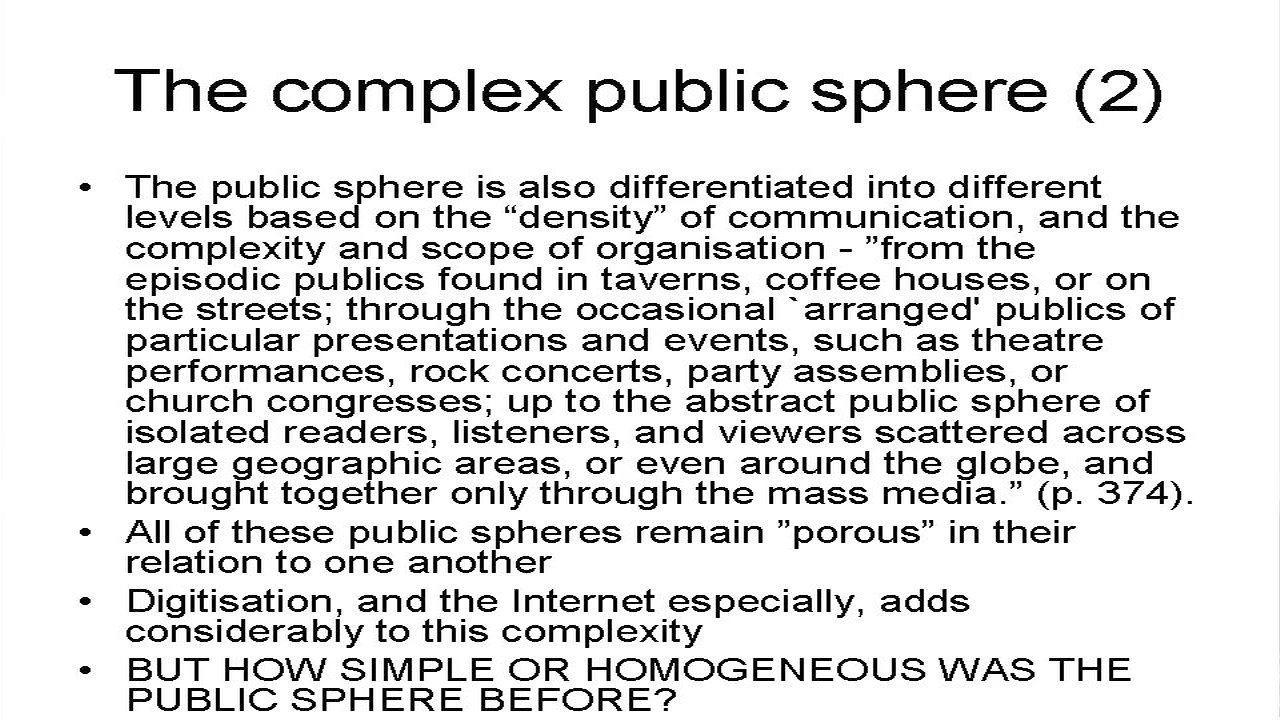 The complex public sphere (2)
• The public sphere is also differentiated into different
levels based on the “density” of communication, and the
complexity and scope of organisation - ”from the
episodic publics found in taverns, coffee houses, or on
the streets; through the occasional `arranged' publics of
particular presentations and events, such as theatre
performances, rock concerts, party assemblies, or
church congresses; up to the abstract public sphere of
isolated readers, listeners, and viewers scattered across
large geographic areas, or even around the globe, and
brought together only through the mass media.” (p. 374).
• All of these public spheres remain ”porous” in their
relation to one another
• Digitisation, and the Internet especially, adds
considerably to this complexity
• BUT HOW SIMPLE OR HOMOGENEOUS WAS THE
PUBLIC SPHERE BEFORE?